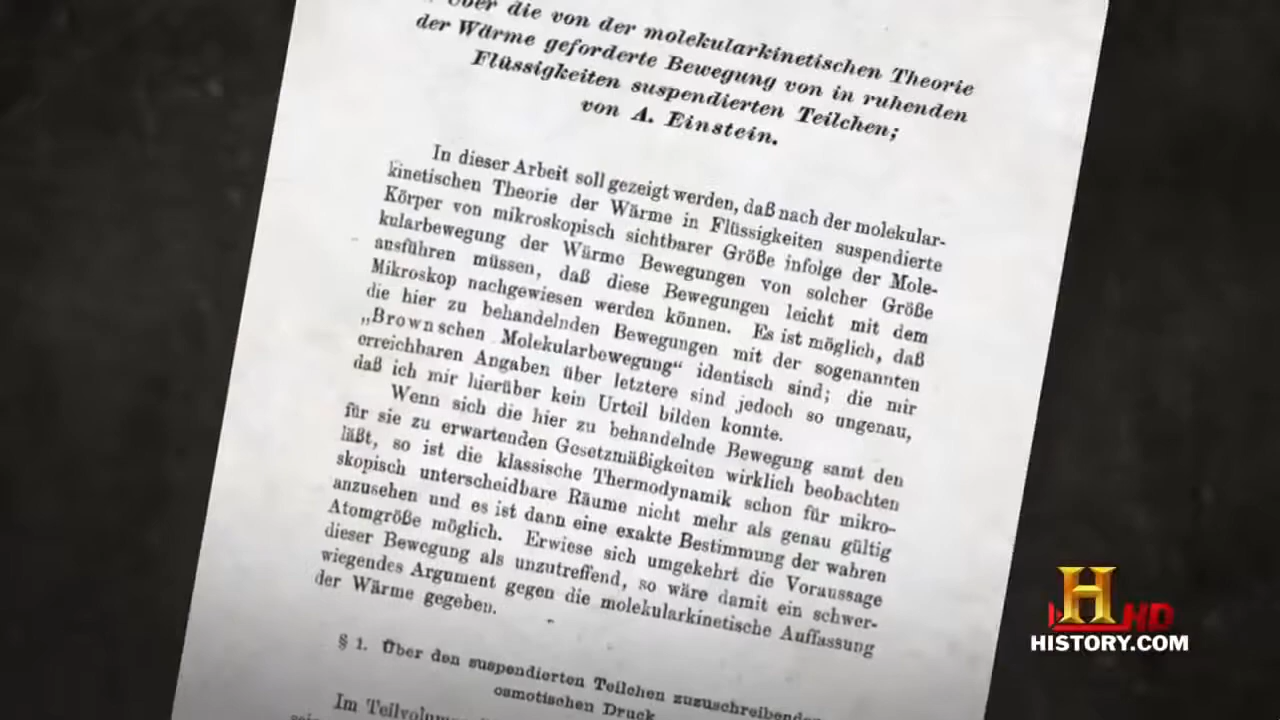 Über die von der molekularkinetischen Theorie
der Wärme geforderte Bewegung von in ruhenden
Flüssigkeiten suspendierten Teilchen;
von A. Einstein.
In dieser Arbeit soll gezeigt werden, daß nach der molekular-
kinetischen Theorie der Wärme in Flüssigkeiten suspendierte
Körper von mikroskopisch sichtbarer Größe infolge der Mole-
kularbewegung der Wärme Bewegungen von solcher Größe
ausführen müssen, daß diese Bewegungen leicht mit dem
Mikroskop nachgewiesen werden können. Es ist möglich, daß
die hier zu behandelnden Bewegungen mit der sogenannten
„Brownschen Molekularbewegung“ identisch sind; die mir
erreichbaren Angaben über letztere sind jedoch so ungenau,
daß ich mir hierüber kein Urteil bilden konnte.
Wenn sich die hier zu behandelnde Bewegung samt den
für sie zu erwartenden Gesetzmäßigkeiten wirklich beobachten
läßt, so ist die klassische Thermodynamik schon für mikro-
skopisch unterscheidbare Räume nicht mehr als genau gültig
anzusehen und es ist dann eine exakte Bestimmung der wahren
Atomgröße möglich. Erwiese sich umgekehrt die Voraussage
dieser Bewegung als unzutreffend, so wäre damit ein schwer-
wiegendes Argument gegen die molekularkinetische Auffassung
der Wärme gegeben.
§ 1. Über den suspendierten Teilchen zuzuschreibenden
osmotischen Druck
Im Teilvolumen
H
HD
HISTORY.COM